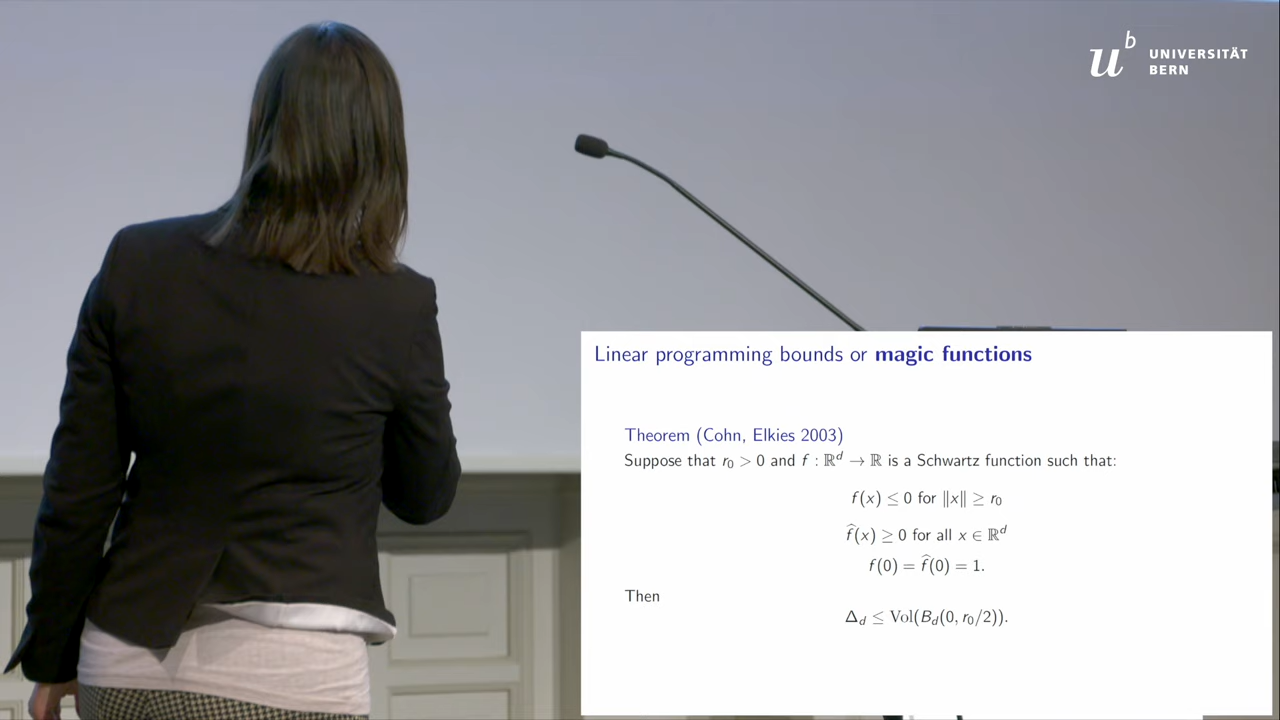 u^b UNIVERSITÄT
BERN
Linear programming bounds or magic functions
Theorem (Cohn, Elkies 2003)
Suppose that r₀ > 0 and f : ℝᵈ → ℝ is a Schwartz function such that:
f(x) ≤ 0 for ‖x‖ ≥ r₀
f̂(x) ≥ 0 for all x ∈ ℝᵈ
f(0) = f̂(0) = 1.
Then
Δ_d ≤ Vol(B_d(0, r₀/2)).